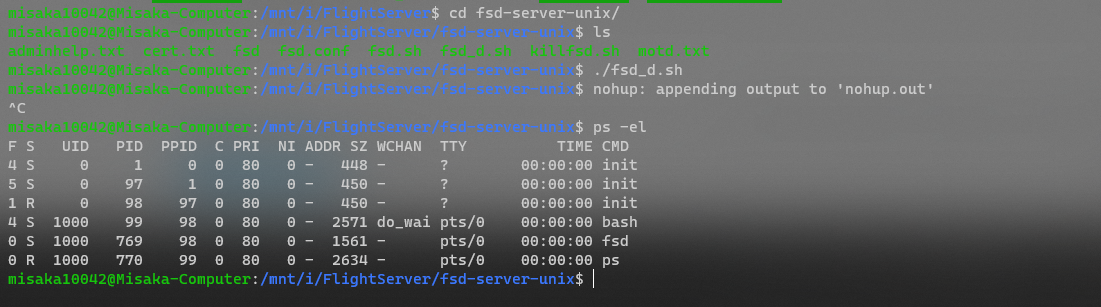 misaka10042@Misaka-Computer:/mnt/i/FlightServer$ cd fsd-server-unix/
misaka10042@Misaka-Computer:/mnt/i/FlightServer/fsd-server-unix$ ls
adminhelp.txt cert.txt fsd fsd.conf fsd.sh fsd_d.sh killfsd.sh motd.txt
misaka10042@Misaka-Computer:/mnt/i/FlightServer/fsd-server-unix$ ./fsd_d.sh
misaka10042@Misaka-Computer:/mnt/i/FlightServer/fsd-server-unix$ nohup: appending output to 'nohup.out'
^C
misaka10042@Misaka-Computer:/mnt/i/FlightServer/fsd-server-unix$ ps -el
F S UID PID PPID C PRI NI ADDR SZ WCHAN TTY TIME CMD
4 S 0 1 0 0 80 0 - 448 - ? 00:00:00 init
5 S 0 97 1 0 80 0 - 450 - ? 00:00:00 init
1 R 0 98 97 0 80 0 - 450 - ? 00:00:00 init
4 S 1000 99 98 0 80 0 - 2571 do_wai pts/0 00:00:00 bash
0 S 1000 769 98 0 80 0 - 1561 - pts/0 00:00:00 fsd
0 R 1000 770 99 0 80 0 - 2634 - pts/0 00:00:00 ps
misaka10042@Misaka-Computer:/mnt/i/FlightServer/fsd-server-unix$